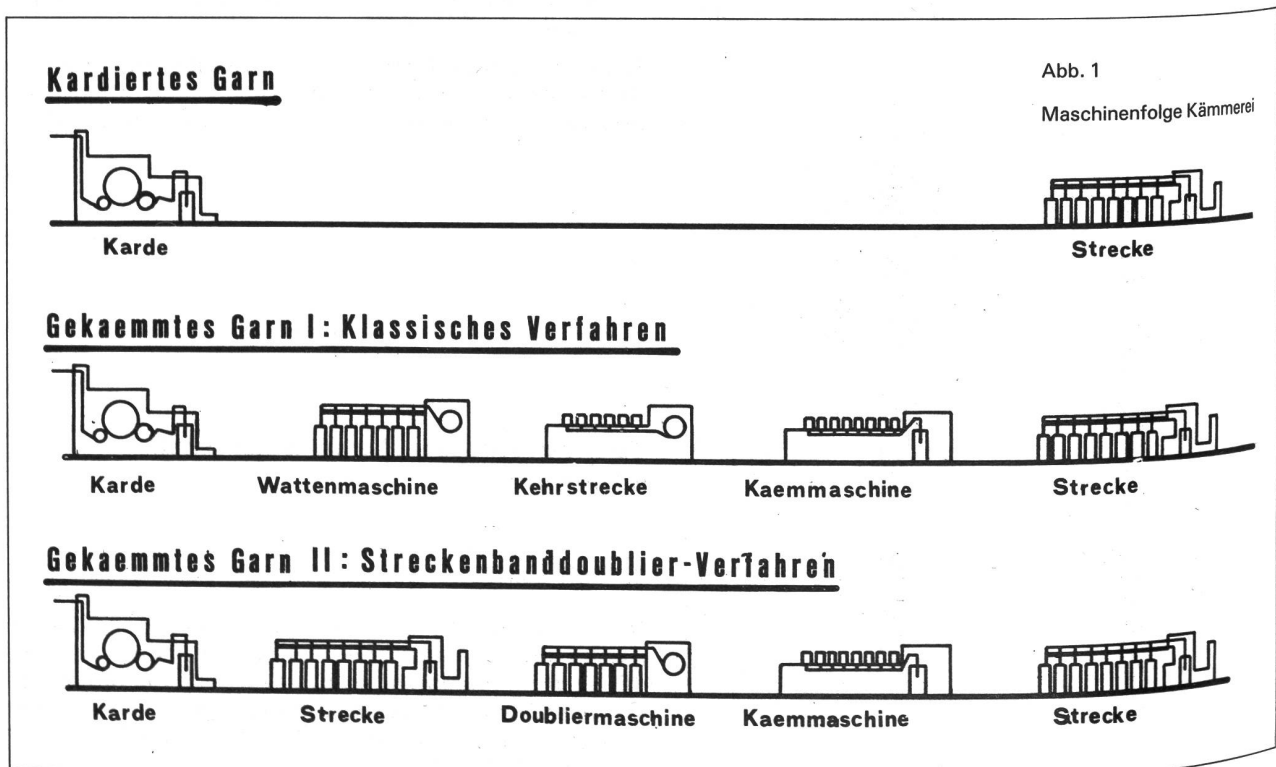 Kardiertes Garn
Abb. 1
Maschinenfolge Kämmerei
Karde Strecke
Gekaemmtes Garn I: Klassisches Verfahren
Karde Wattenmaschine Kehrstrecke Kaemmaschine Strecke
Gekaemmtes Garn II: Streckenbanddoublier-Verfahren
Karde Strecke Doubliermaschine Kaemmaschine Strecke